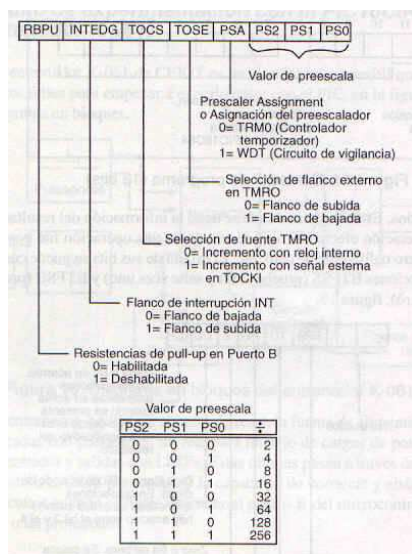 RBPU INTEDG TOCS TOSE PSA PS2 PS1 PS0
Valor de preescala
Prescaler Assignment
o Asignación del preescalador
0= TRM0 (Controlador
temporizador)
1= WDT (Circuito de vigilancia)
Selección de flanco externo
en TMRO
0= Flanco de subida
1= Flanco de bajada
Selección de fuente TMRO
0= Incremento con reloj interno
1= Incremento con señal esterna
en TOCKI
Flanco de interrupción INT
0= Flanco de bajada
1= Flanco de subida
Resistencias de pull-up en Puerto B
0= Habilitada
1= Deshabilitada
Valor de preescala
PS2 PS1 PS0 ÷
0 0 0 2
0 0 1 4
0 1 0 8
0 1 1 16
1 0 0 32
1 0 1 64
1 1 0 128
1 1 1 256